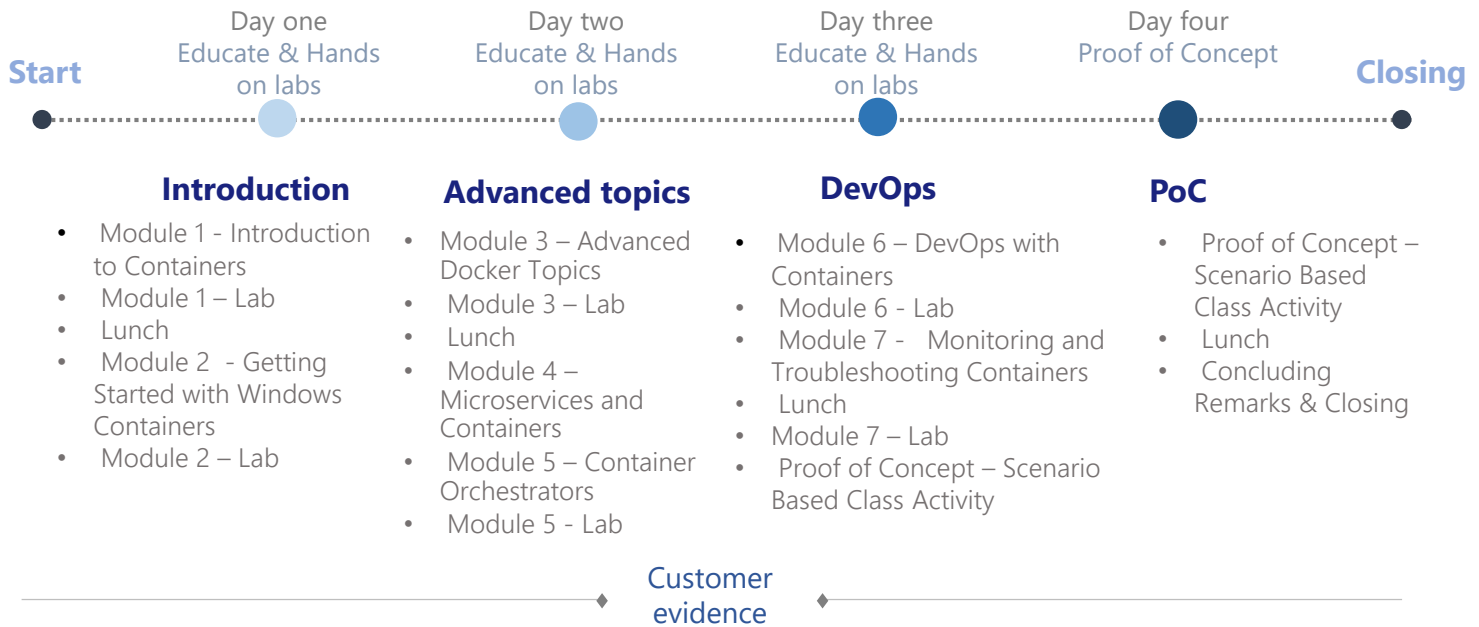 Start
Day one
Educate & Hands
on labs
Day two
Educate & Hands
on labs
Day three
Educate & Hands
on labs
Day four
Proof of Concept
Closing
Introduction
• Module 1 - Introduction
to Containers
• Module 1 – Lab
• Lunch
• Module 2 - Getting
Started with Windows
Containers
• Module 2 – Lab
Advanced topics
• Module 3 – Advanced
Docker Topics
• Module 3 – Lab
• Lunch
• Module 4 –
Microservices and
Containers
• Module 5 – Container
Orchestrators
• Module 5 - Lab
DevOps
• Module 6 – DevOps with
Containers
• Module 6 - Lab
• Module 7 - Monitoring and
Troubleshooting Containers
• Lunch
• Module 7 – Lab
• Proof of Concept – Scenario
Based Class Activity
PoC
• Proof of Concept –
Scenario Based
Class Activity
• Lunch
• Concluding
Remarks & Closing
Customer
evidence